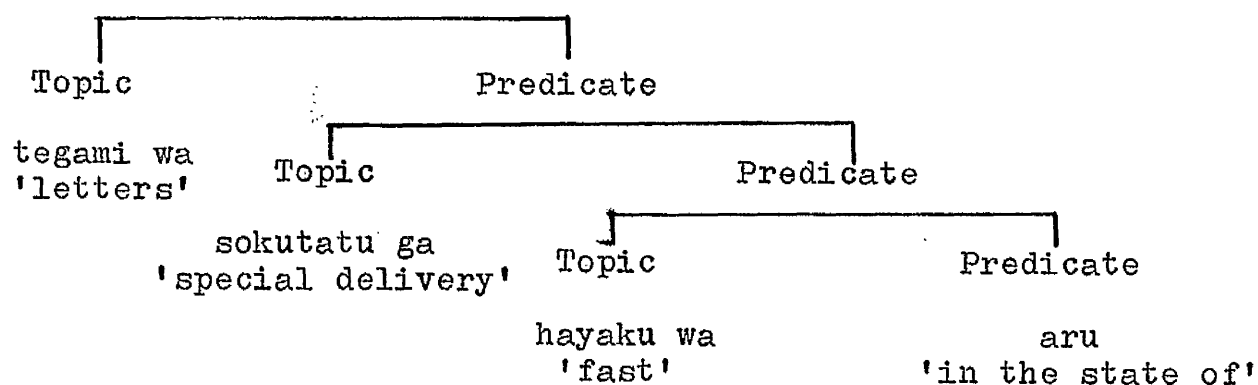 Topic Predicate
tegami wa
'letters'
Topic Predicate
sokutatu ga
'special delivery'
Topic Predicate
hayaku wa aru
'fast' 'in the state of'